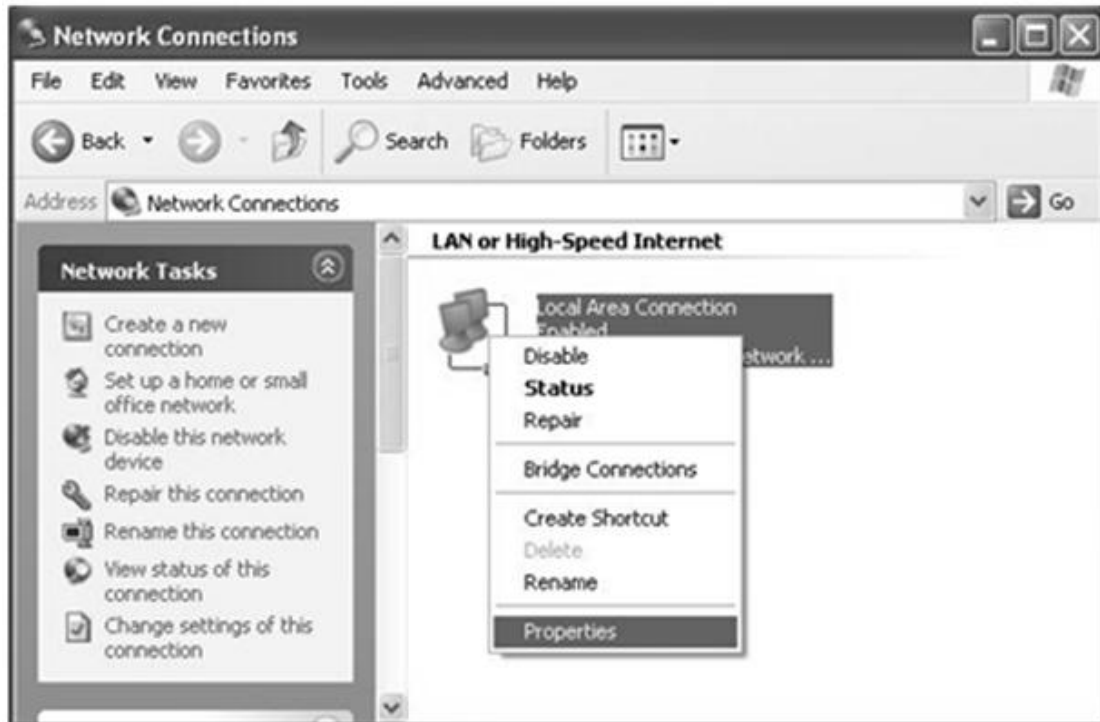 Network Connections
File Edit View Favorites Tools Advanced Help
Back Search Folders
Address Network Connections Go
Network Tasks
Create a new
connection
Set up a home or small
office network
Disable this network
device
Repair this connection
Rename this connection
View status of this
connection
Change settings of this
connection
LAN or High-Speed Internet
Local Area Connection
Enabled
etwork ...
Disable
Status
Repair
Bridge Connections
Create Shortcut
Delete
Rename
Properties